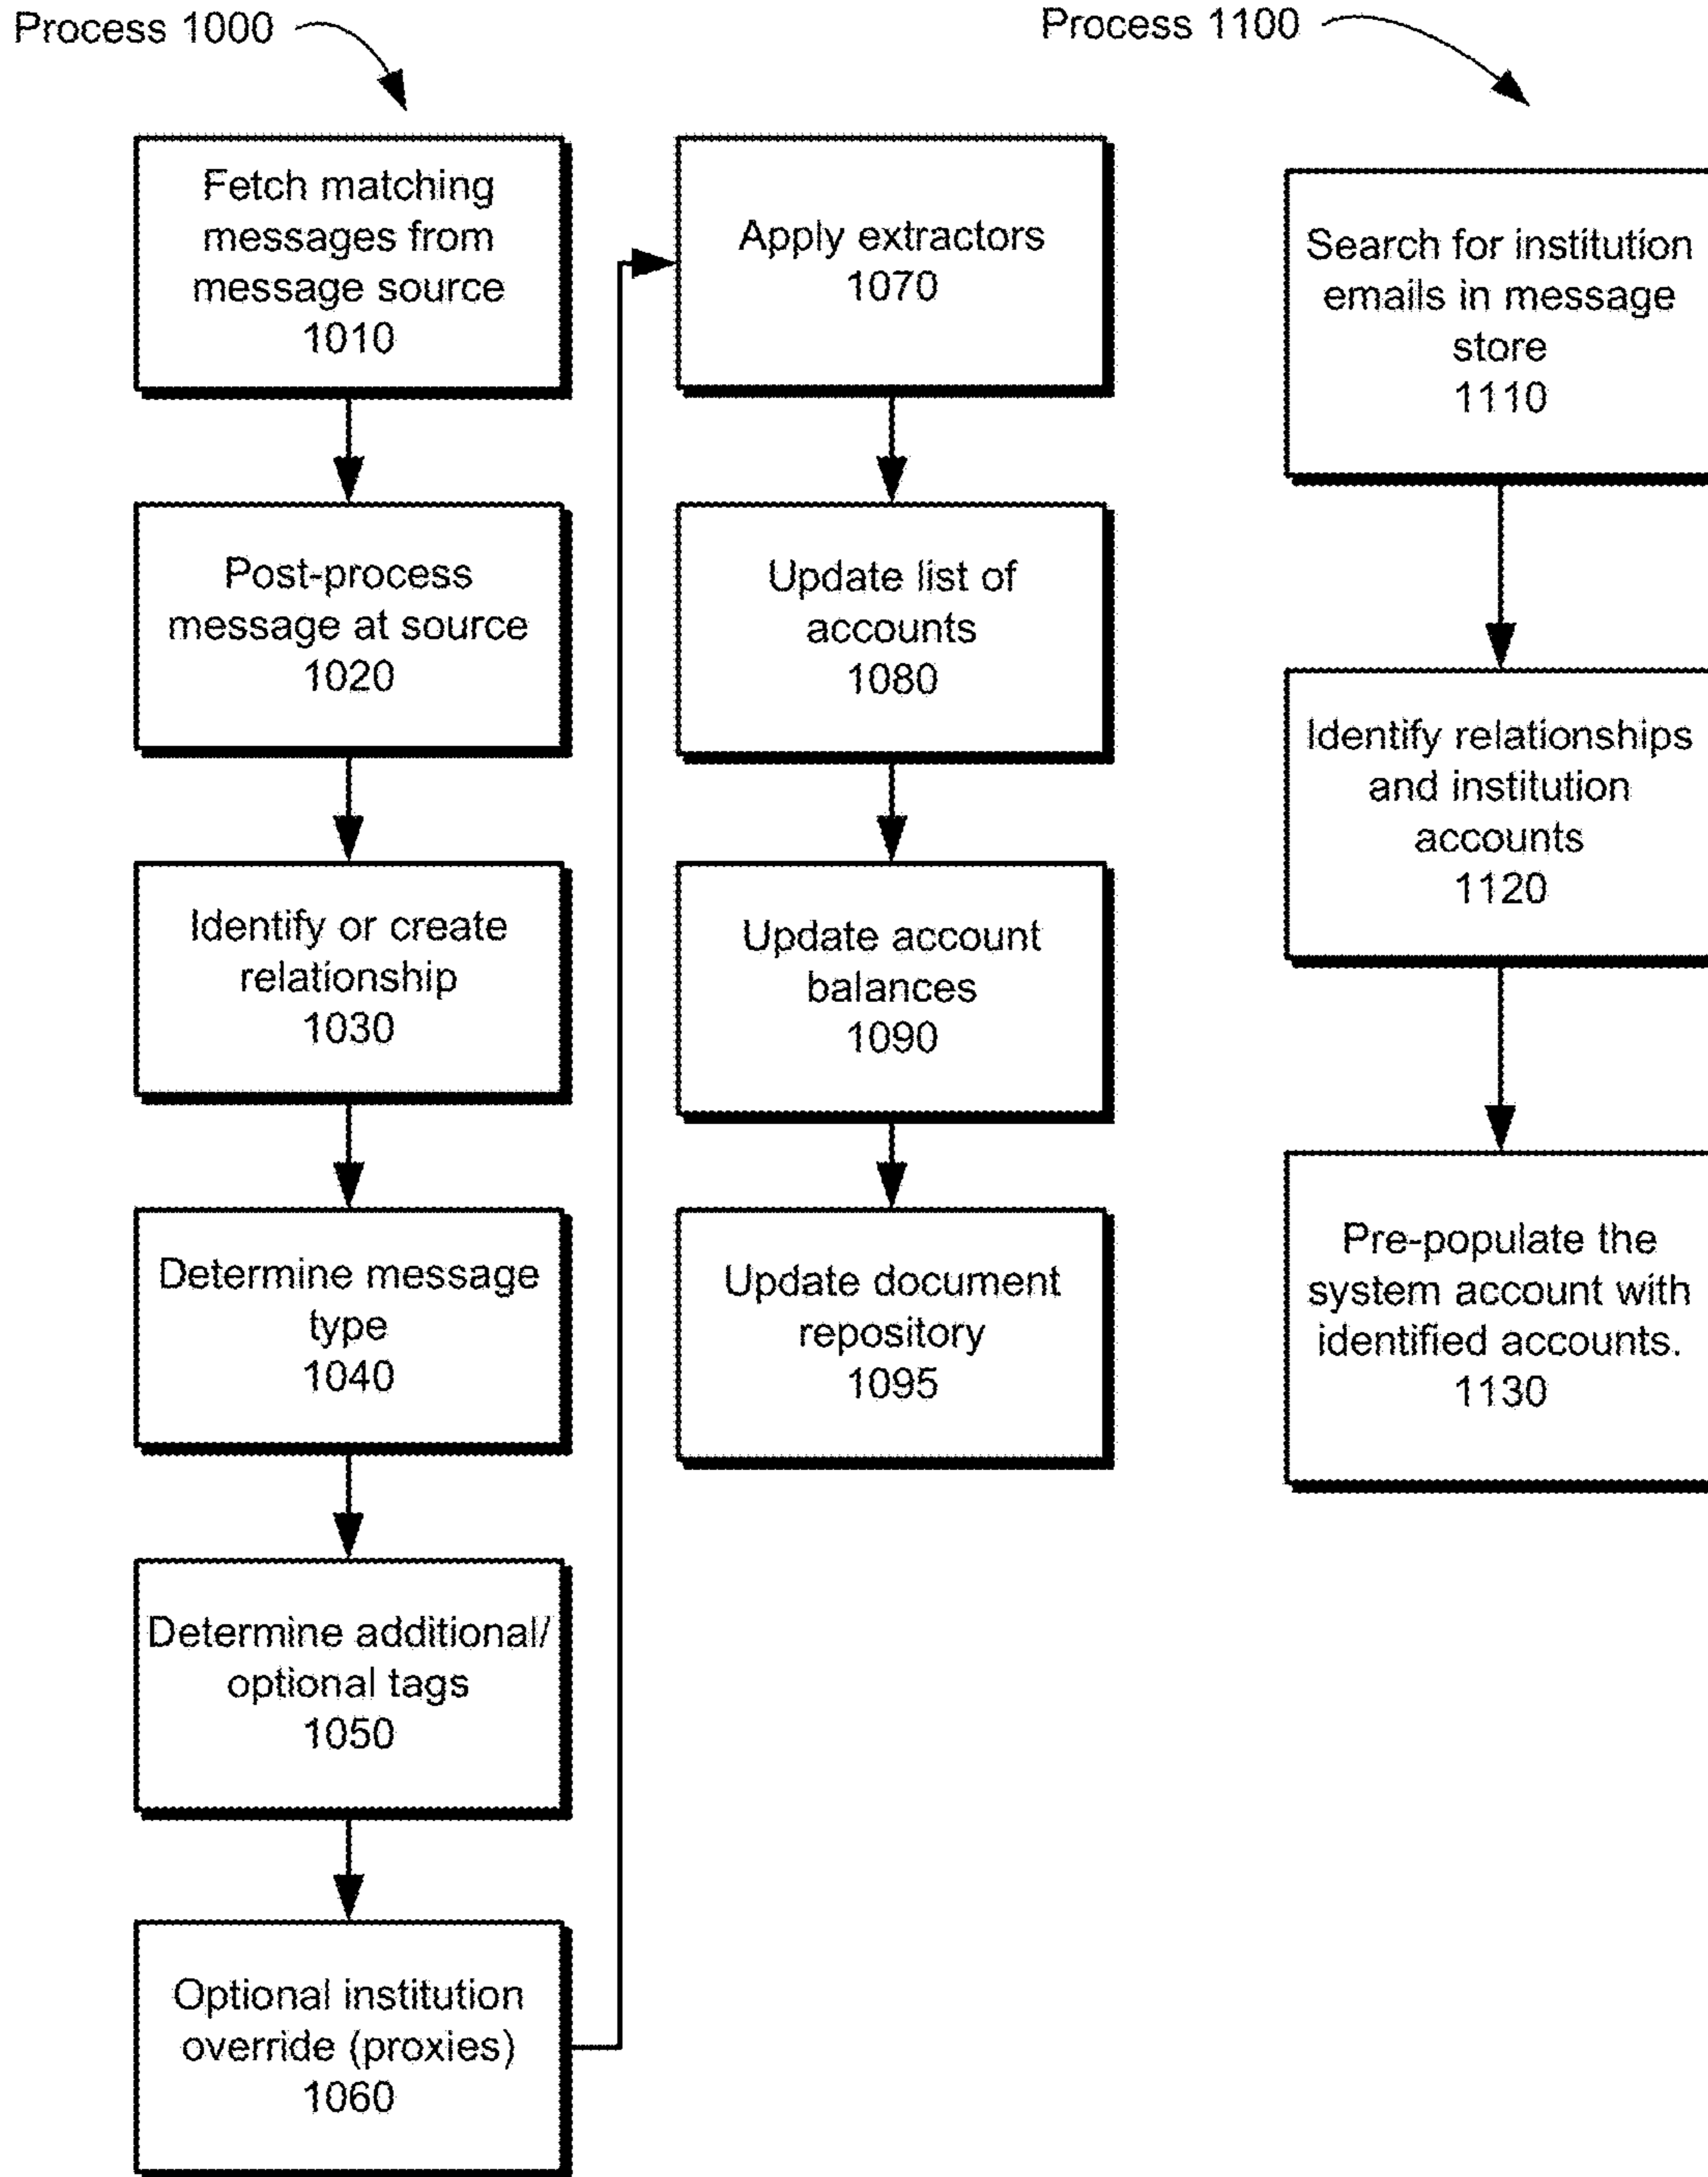 Process 1000
Fetch matching
messages from
message source
1010
Post-process
message at source
1020
Identify or create
relationship
1030
Determine message
type
1040
Determine additional/
optional tags
1050
Optional institution
override (proxies)
1060
Apply extractors
1070
Update list of
accounts
1080
Update account
balances
1090
Update document
repository
1095
Process 1100
Search for institution
emails in message
store
1110
Identify relationships
and institution
accounts
1120
Pre-populate the
system account with
identified accounts.
1130